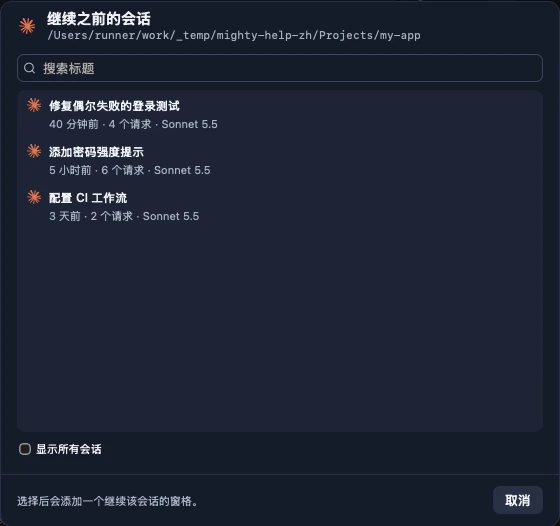 继续之前的会话
/Users/runner/work/_temp/mighty-help-zh/Projects/my-app
搜索标题
修复偶尔失败的登录测试
40 分钟前 · 4 个请求 · Sonnet 5.5
添加密码强度提示
5 小时前 · 6 个请求 · Sonnet 5.5
配置 CI 工作流
3 天前 · 2 个请求 · Sonnet 5.5
显示所有会话
选择后会添加一个继续该会话的窗格。
取消